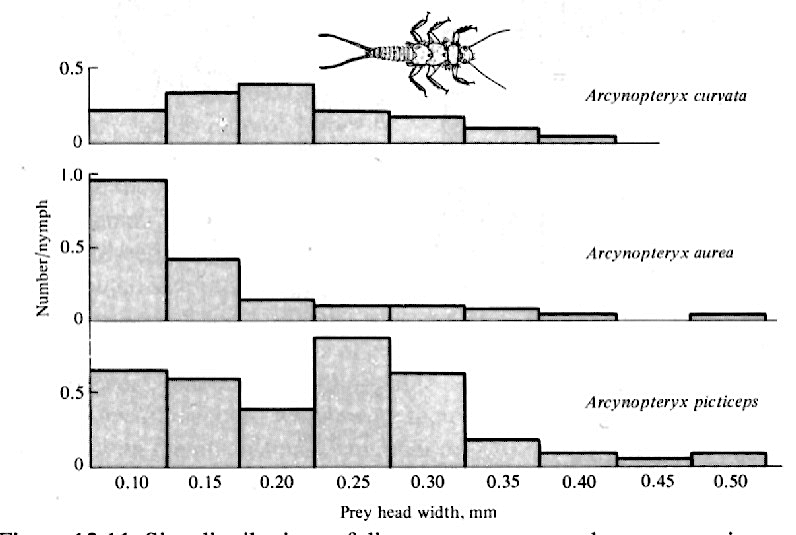 0.5
Arcynopteryx curvata
0
1.0
0.5
Arcynopteryx aurea
Number/nymph
0
0.5
Arcynopteryx picticeps
0
0.10 0.15 0.20 0.25 0.30 0.35 0.40 0.45 0.50
Prey head width, mm